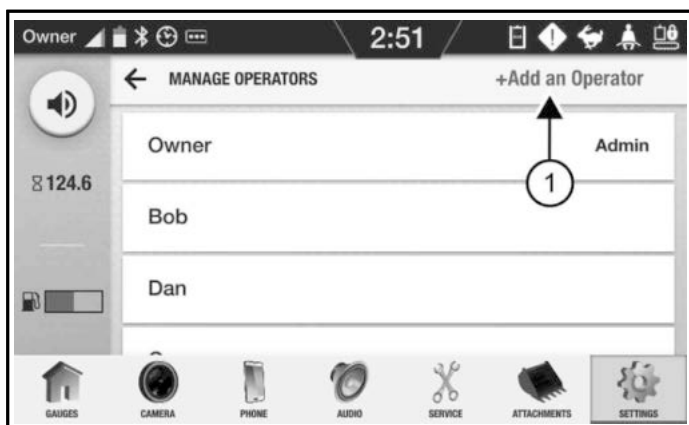 Owner 2:51
MANAGE OPERATORS +Add an Operator
Owner Admin
1
124.6
Bob
Dan
GAUGES CAMERA PHONE AUDIO SERVICE ATTACHMENTS SETTINGS